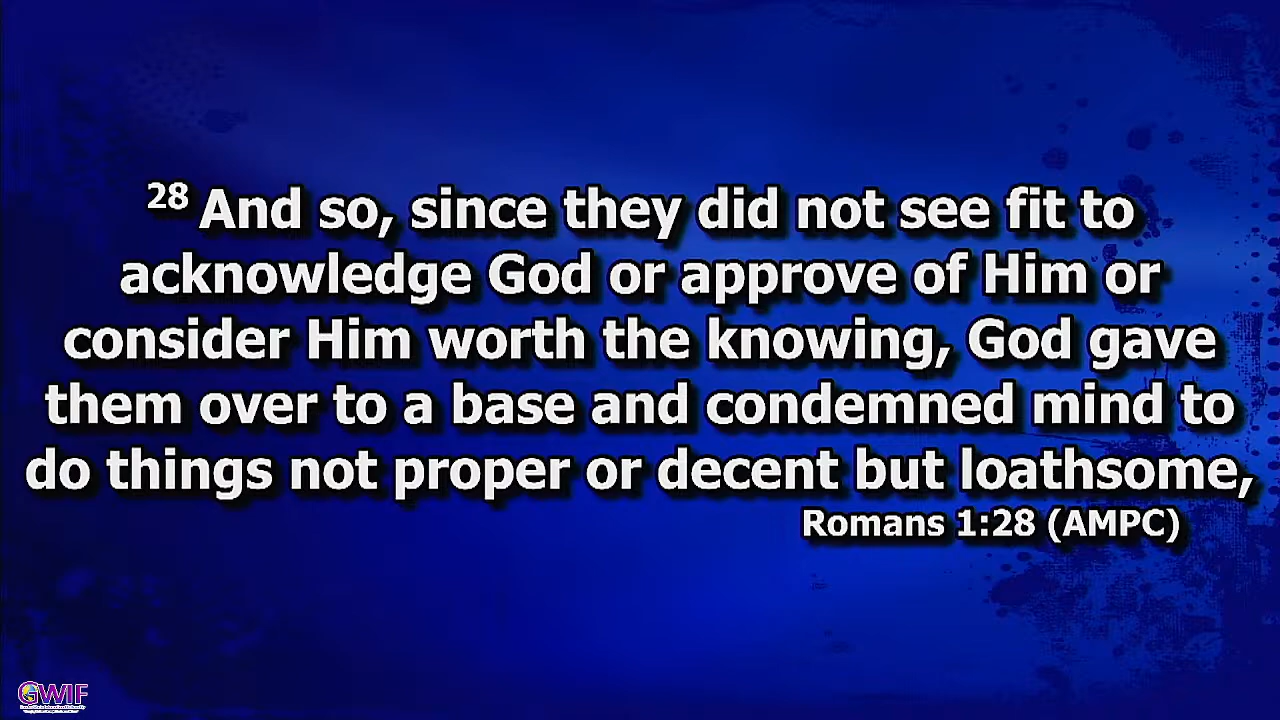 28 And so, since they did not see fit to
acknowledge God or approve of Him or
consider Him worth the knowing, God gave
them over to a base and condemned mind to
do things not proper or decent but loathsome,
Romans 1:28 (AMPC)
GWIF